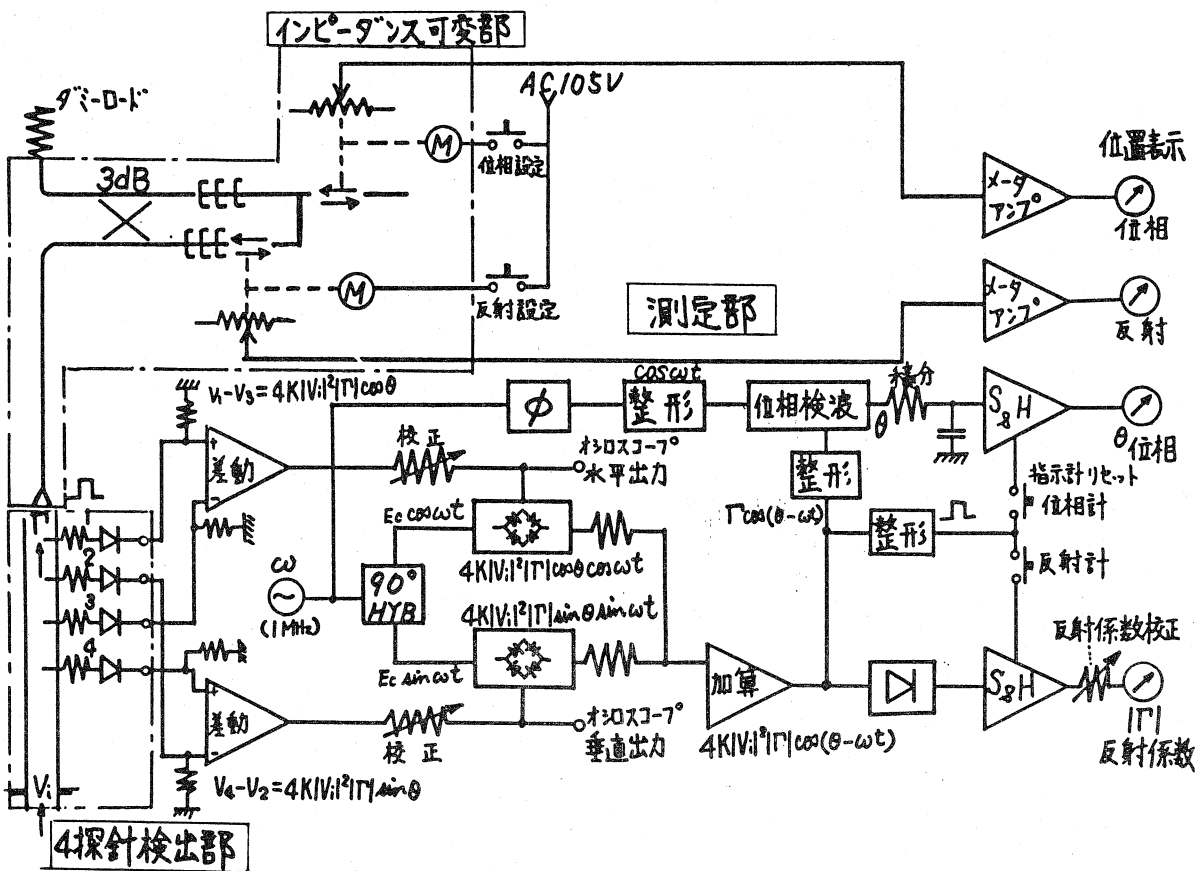 インピーダンス可変部
AC105V
ダミーロード
3dB
M
位相設定
M
反射設定
測定部
メータアンプ
位置表示
位相
メータアンプ
反射
V₁-V₃=4K|Vi|²|Γ|cosθ
差動
校正
オシロスコープ
水平出力
φ
cosωt
整形
位相検波
積分
θ
S&H
θ位相
整形
指示計リセット
位相計
Γcos(θ-ωt)
整形
反射計
Γ
1
2
3
4
Ec cosωt
4K|Vi|²|Γ|cosθcosωt
ω
(1MHz)
90°
HYB
4K|Vi|²|Γ|sinθsinωt
Ec sinωt
差動
校正
オシロスコープ
垂直出力
加算
4K|Vi|²|Γ|cos(θ-ωt)
S&H
反射係数校正
|Γ|
反射係数
V₄-V₂=4K|Vi|²|Γ|sinθ
Vi
4探針検出部